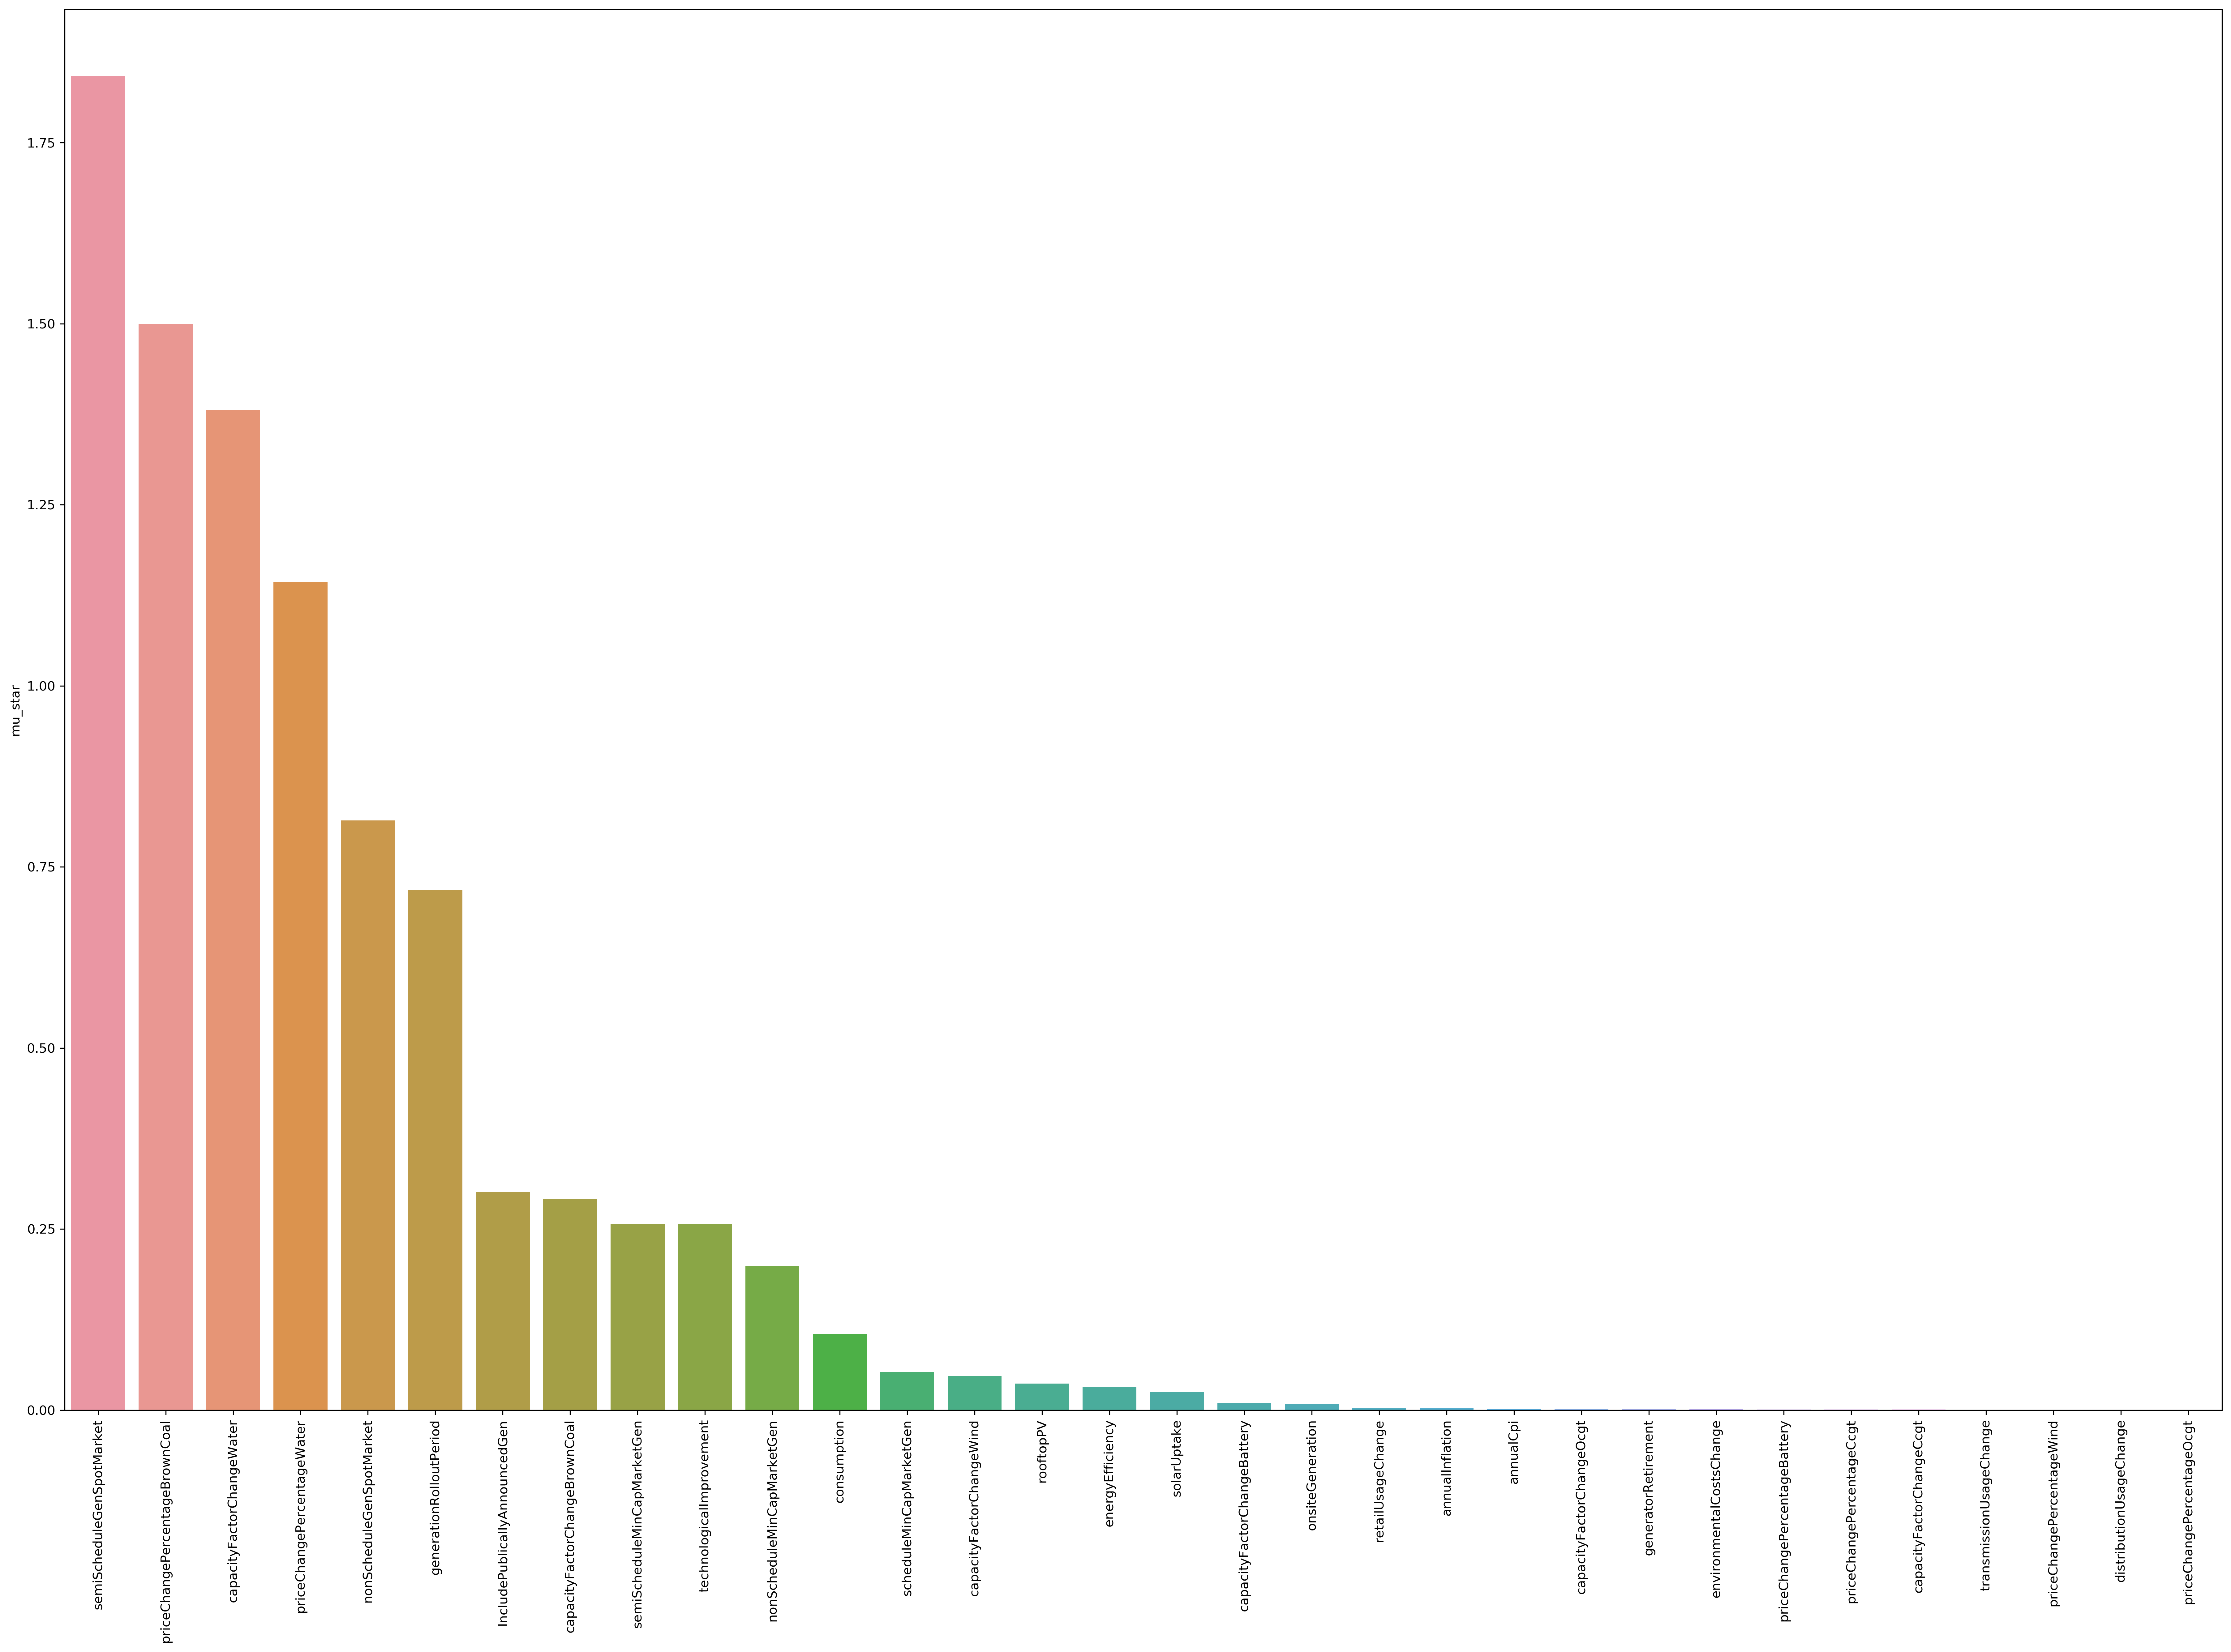 mu_star
1.75
1.50
1.25
1.00
0.75
0.50
0.25
0.00
semiScheduleGenSpotMarket
priceChangePercentageBrownCoal
capacityFactorChangeWater
priceChangePercentageWater
nonScheduleGenSpotMarket
generationRolloutPeriod
IncludePublicallyAnnouncedGen
capacityFactorChangeBrownCoal
semiScheduleMinCapMarketGen
technologicalImprovement
nonScheduleMinCapMarketGen
consumption
scheduleMinCapMarketGen
capacityFactorChangeWind
rooftopPV
energyEfficiency
solarUptake
capacityFactorChangeBattery
onsiteGeneration
retailUsageChange
annualInflation
annualCpi
capacityFactorChangeOcgt
generatorRetirement
environmentalCostsChange
priceChangePercentageBattery
priceChangePercentageCcgt
capacityFactorChangeCcgt
transmissionUsageChange
priceChangePercentageWind
distributionUsageChange
priceChangePercentageOcgt